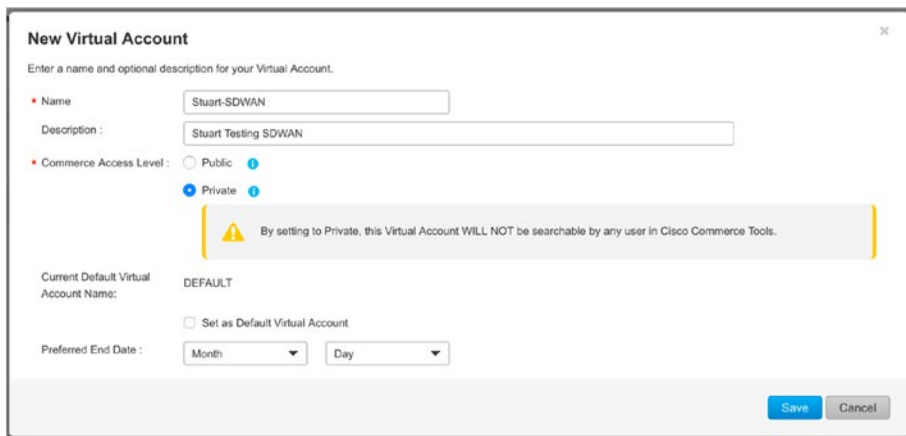 New Virtual Account
×
Enter a name and optional description for your Virtual Account.
* Name
Stuart-SDWAN
Description :
Stuart Testing SDWAN
* Commerce Access Level :
Public
Private
By setting to Private, this Virtual Account WILL NOT be searchable by any user in Cisco Commerce Tools.
Current Default Virtual
Account Name:
DEFAULT
Set as Default Virtual Account
Preferred End Date :
Month
Day
Save
Cancel